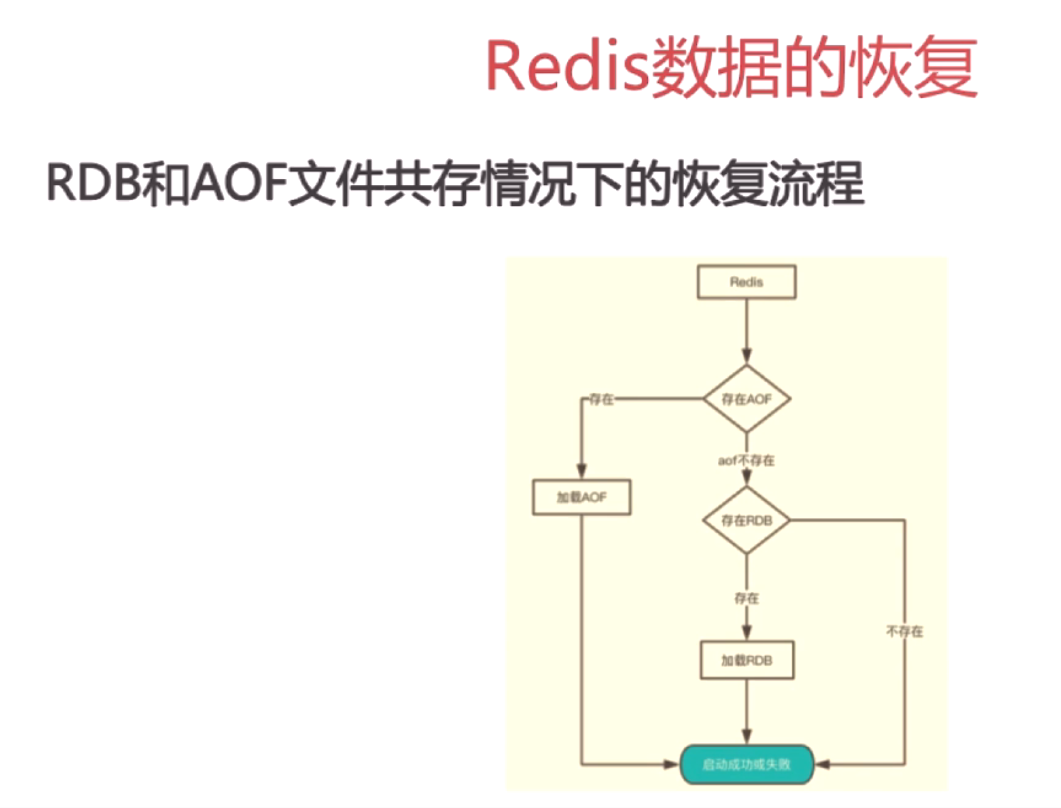 Redis数据的恢复
RDB和AOF文件共存情况下的恢复流程
Redis
存在AOF
存在
aof不存在
加载AOF
存在RDB
存在
不存在
加载RDB
启动成功或失败